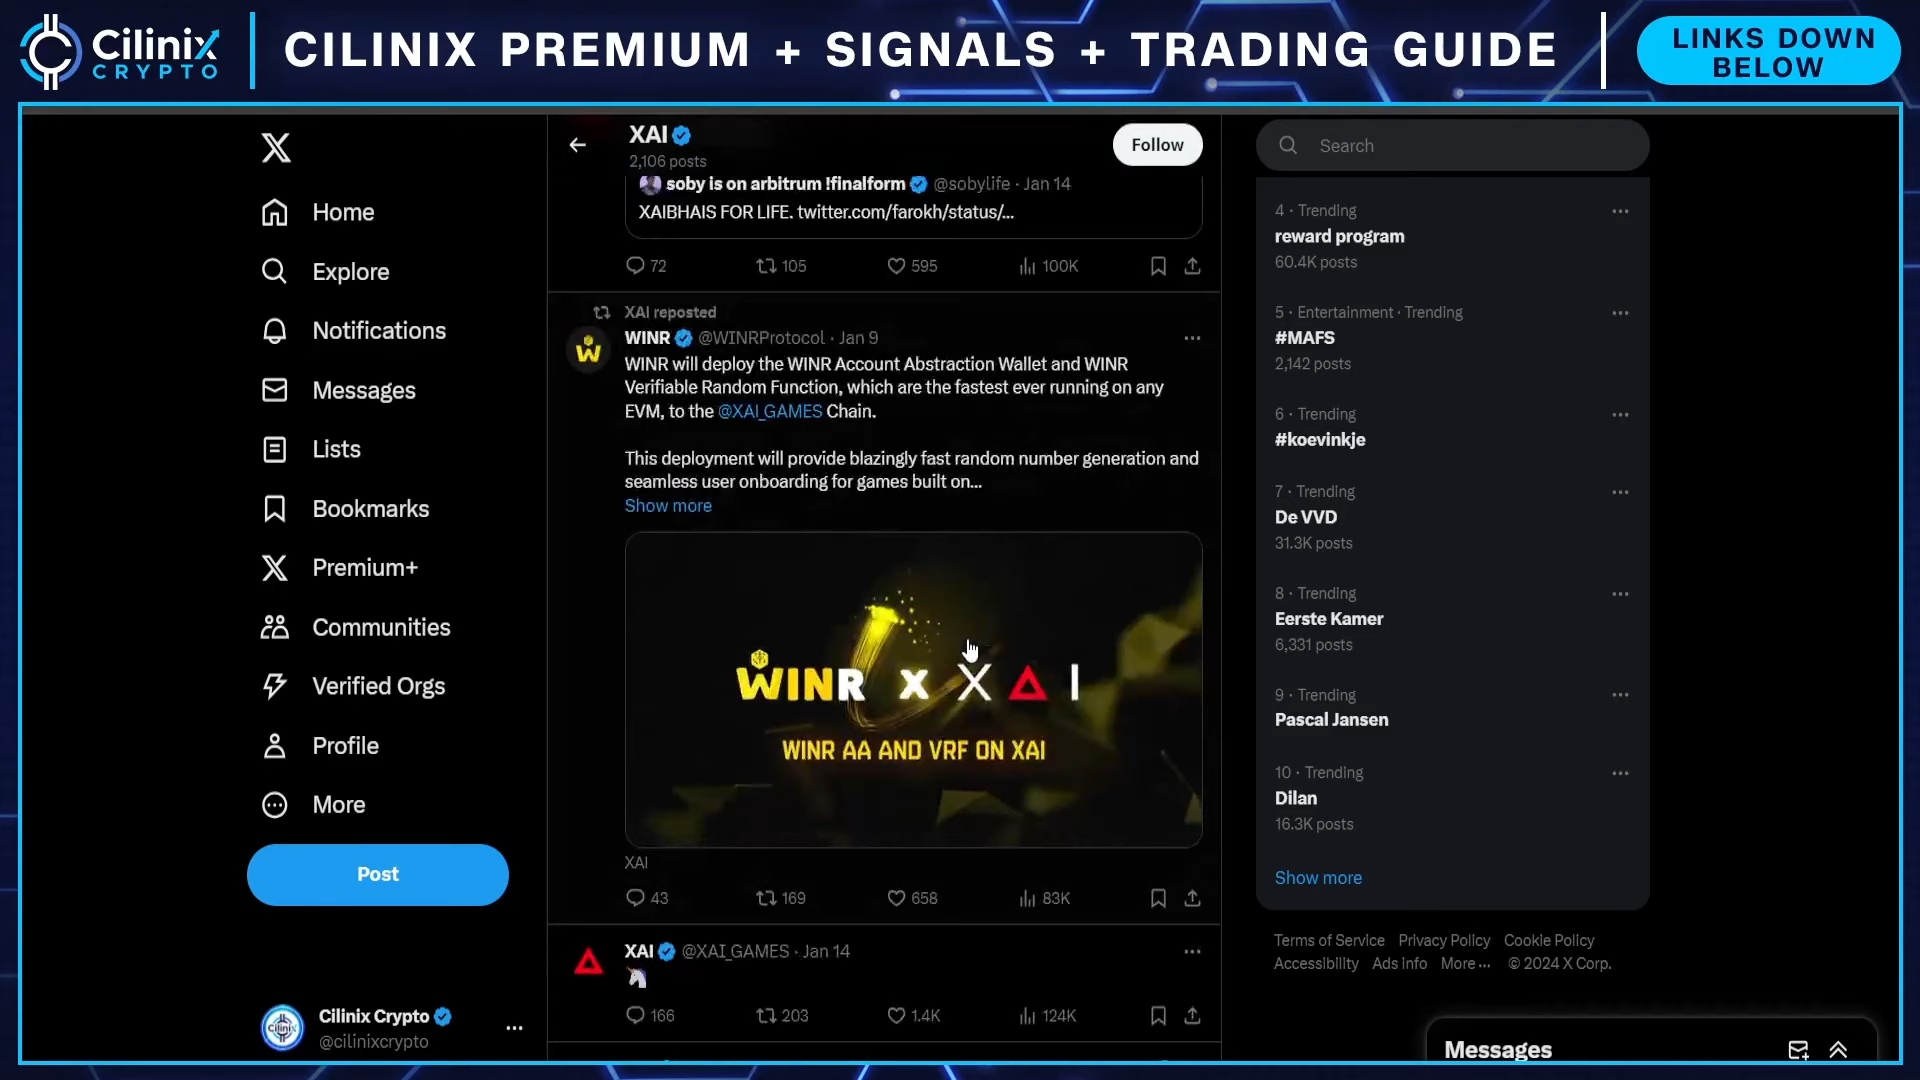 Cilinix
CRYPTO
CILINIX PREMIUM + SIGNALS + TRADING GUIDE
LINKS DOWN
BELOW
Home
Explore
Notifications
Messages
Lists
Bookmarks
Premium+
Communities
Verified Orgs
Profile
More
Post
Cilinix Crypto
@cilinixcrypto
XAI
2,106 posts
Follow
soby is on arbitrum !finalform @sobylife · Jan 14
XAIBHAIS FOR LIFE. twitter.com/farokh/status/...
72 105 595 100K
XAI reposted
WINR @WINRProtocol · Jan 9
WINR will deploy the WINR Account Abstraction Wallet and WINR
Verifiable Random Function, which are the fastest ever running on any
EVM, to the @XAI_GAMES Chain.
This deployment will provide blazingly fast random number generation and
seamless user onboarding for games built on...
Show more
WINR x XAI
WINR AA AND VRF ON XAI
XAI
43 169 658 83K
XAI @XAI_GAMES · Jan 14
🦄
166 203 1.4K 124K
Search
4 · Trending
reward program
60.4K posts
5 · Entertainment · Trending
#MAFS
2,142 posts
6 · Trending
#koevinkje
7 · Trending
De VVD
31.3K posts
8 · Trending
Eerste Kamer
6,331 posts
9 · Trending
Pascal Jansen
10 · Trending
Dilan
16.3K posts
Show more
Terms of Service Privacy Policy Cookie Policy
Accessibility Ads info More ··· © 2024 X Corp.
Messages